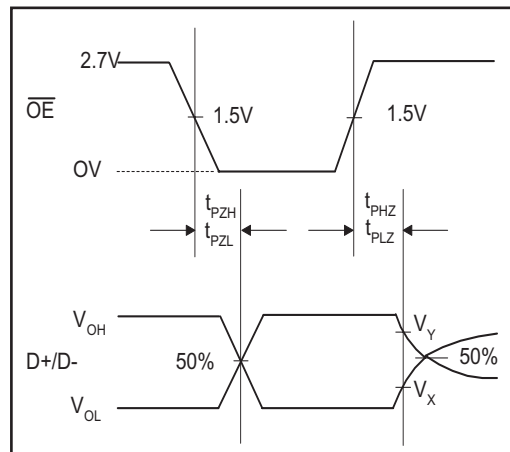 2.7V
OE
1.5V
1.5V
OV
tPZH
tPZL
tPHZ
tPLZ
VOH
VY
D+/D-
50%
50%
VX
VOL